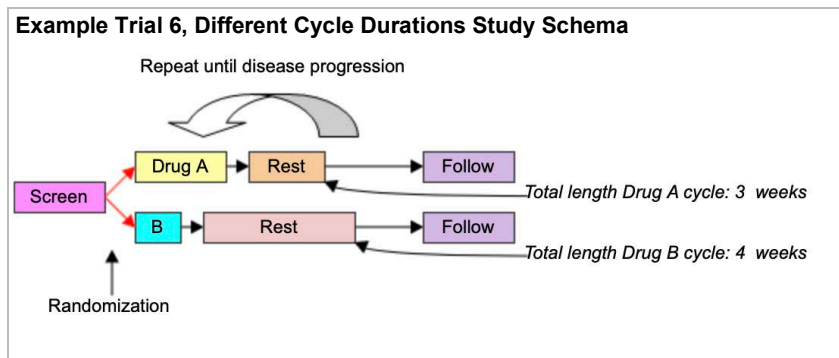 Example Trial 6, Different Cycle Durations Study Schema
Repeat until disease progression
Drug A
Rest
Follow
Screen
Total length Drug A cycle: 3 weeks
B
Rest
Follow
Total length Drug B cycle: 4 weeks
Randomization